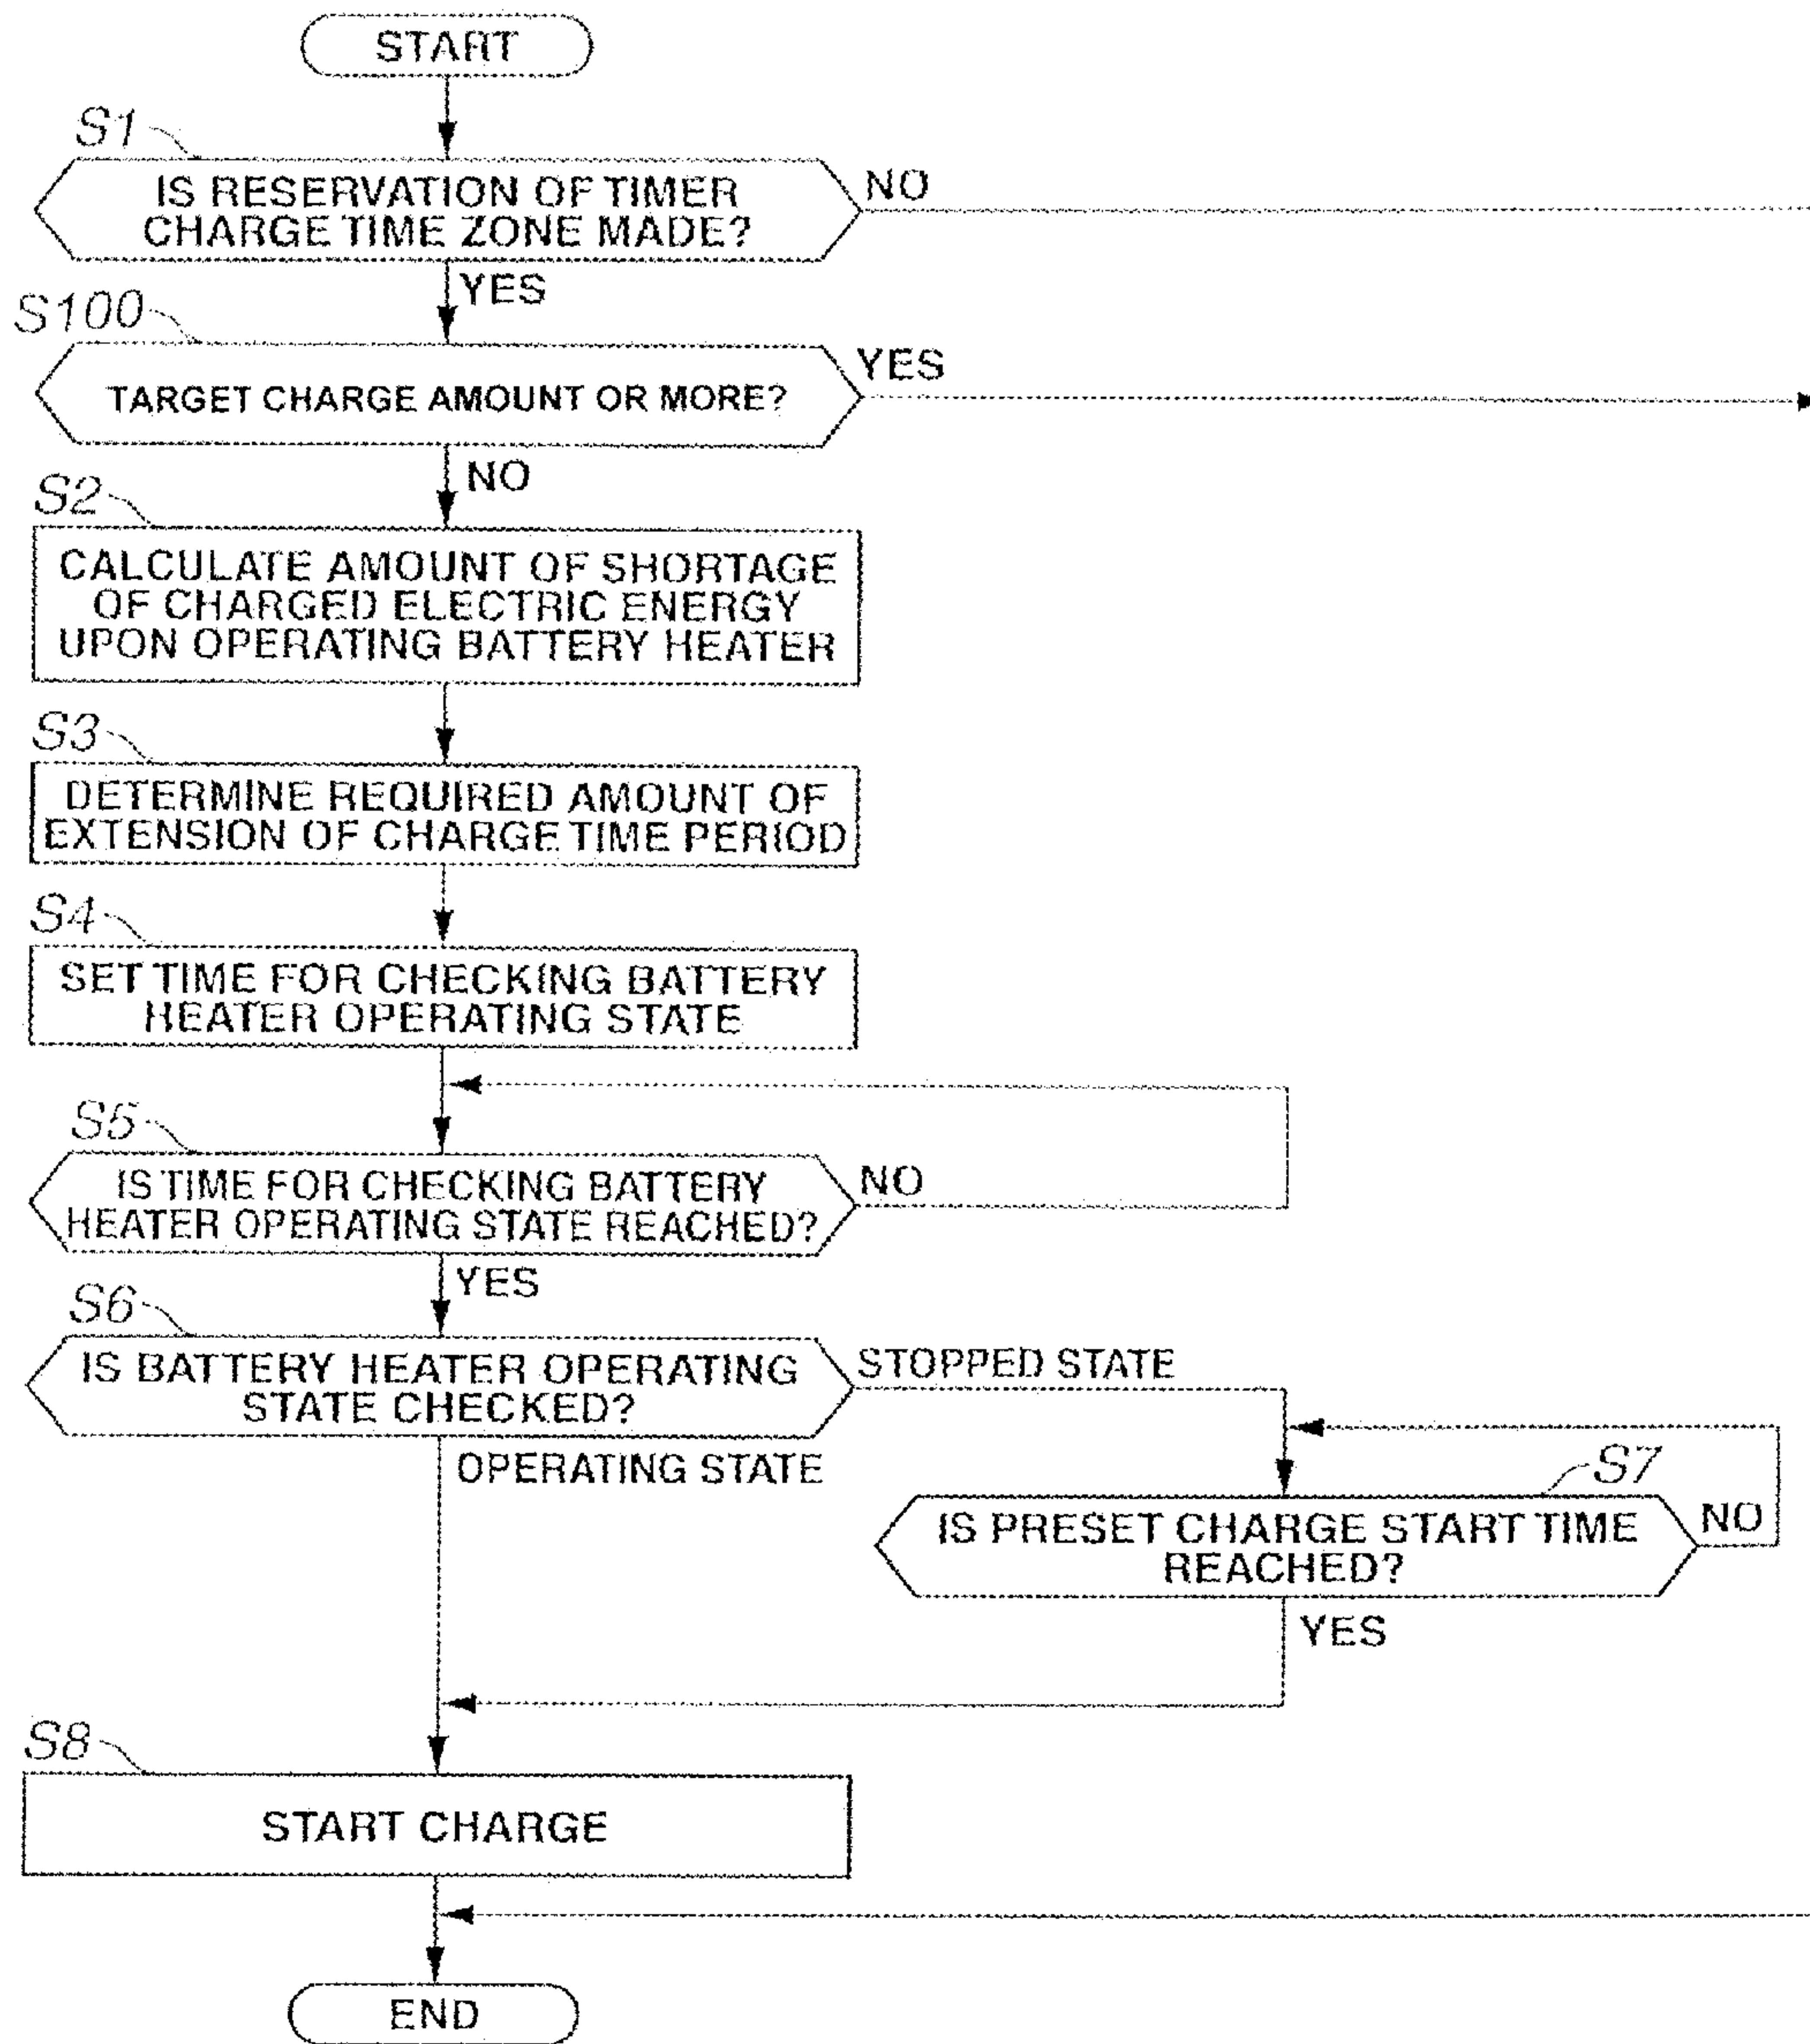 START
S1
IS RESERVATION OF TIMER
CHARGE TIME ZONE MADE?
NO
YES
S100
TARGET CHARGE AMOUNT OR MORE?
YES
NO
S2
CALCULATE AMOUNT OF SHORTAGE
OF CHARGED ELECTRIC ENERGY
UPON OPERATING BATTERY HEATER
S3
DETERMINE REQUIRED AMOUNT OF
EXTENSION OF CHARGE TIME PERIOD
S4
SET TIME FOR CHECKING BATTERY
HEATER OPERATING STATE
S5
IS TIME FOR CHECKING BATTERY
HEATER OPERATING STATE REACHED?
NO
YES
S6
IS BATTERY HEATER OPERATING
STATE CHECKED?
STOPPED STATE
OPERATING STATE
S7
IS PRESET CHARGE START TIME
REACHED?
NO
YES
S8
START CHARGE
END